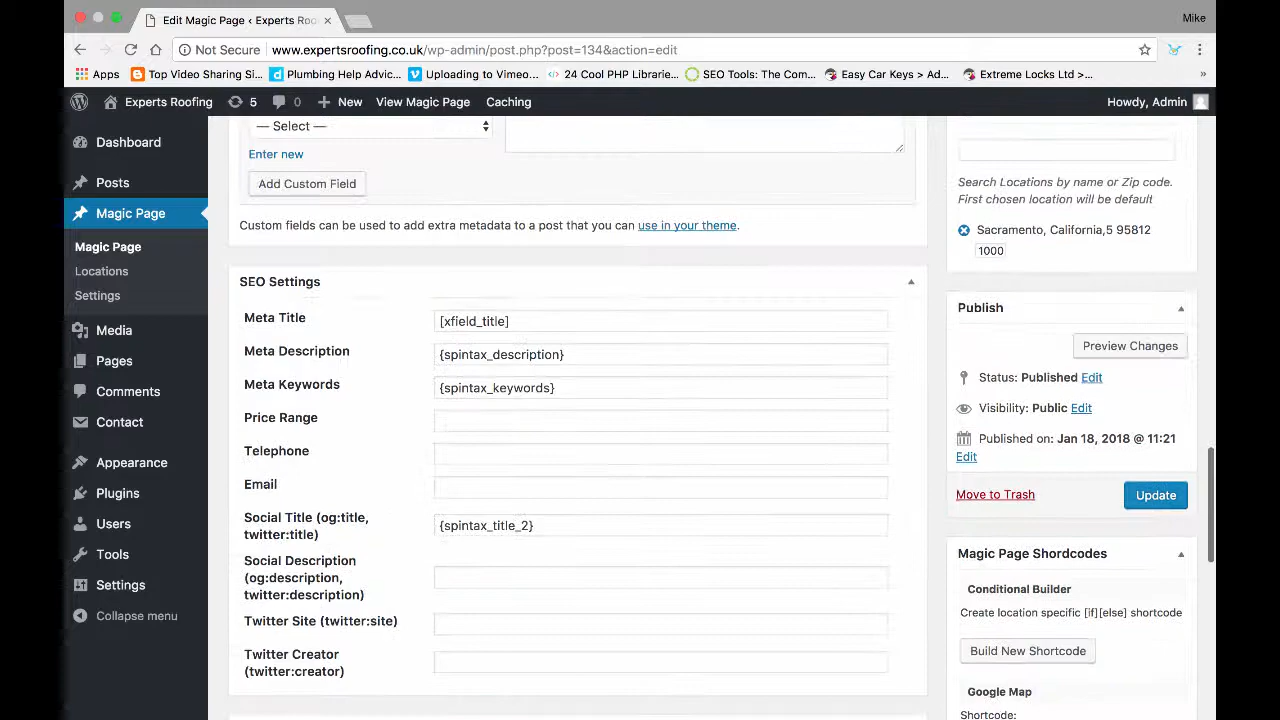 Edit Magic Page ‹ Experts Roo
Mike
Not Secure www.expertsroofing.co.uk/wp-admin/post.php?post=134&action=edit
Apps Top Video Sharing Si... Plumbing Help Advic... Uploading to Vimeo... 24 Cool PHP Librarie... SEO Tools: The Com... Easy Car Keys > Ad... Extreme Locks Ltd >... »
Experts Roofing 5 0 New View Magic Page Caching Howdy, Admin
Dashboard
Posts
Magic Page
Magic Page
Locations
Settings
Media
Pages
Comments
Contact
Appearance
Plugins
Users
Tools
Settings
Collapse menu
— Select —
Enter new
Add Custom Field
Custom fields can be used to add extra metadata to a post that you can use in your theme.
SEO Settings
Meta Title [xfield_title]
Meta Description {spintax_description}
Meta Keywords {spintax_keywords}
Price Range
Telephone
Email
Social Title (og:title,
twitter:title) {spintax_title_2}
Social Description
(og:description,
twitter:description)
Twitter Site (twitter:site)
Twitter Creator
(twitter:creator)
Search Locations by name or Zip code.
First chosen location will be default
Sacramento, California,5 95812
1000
Publish
Preview Changes
Status: Published Edit
Visibility: Public Edit
Published on: Jan 18, 2018 @ 11:21
Edit
Move to Trash Update
Magic Page Shortcodes
Conditional Builder
Create location specific [if][else] shortcode
Build New Shortcode
Google Map
Shortcode: